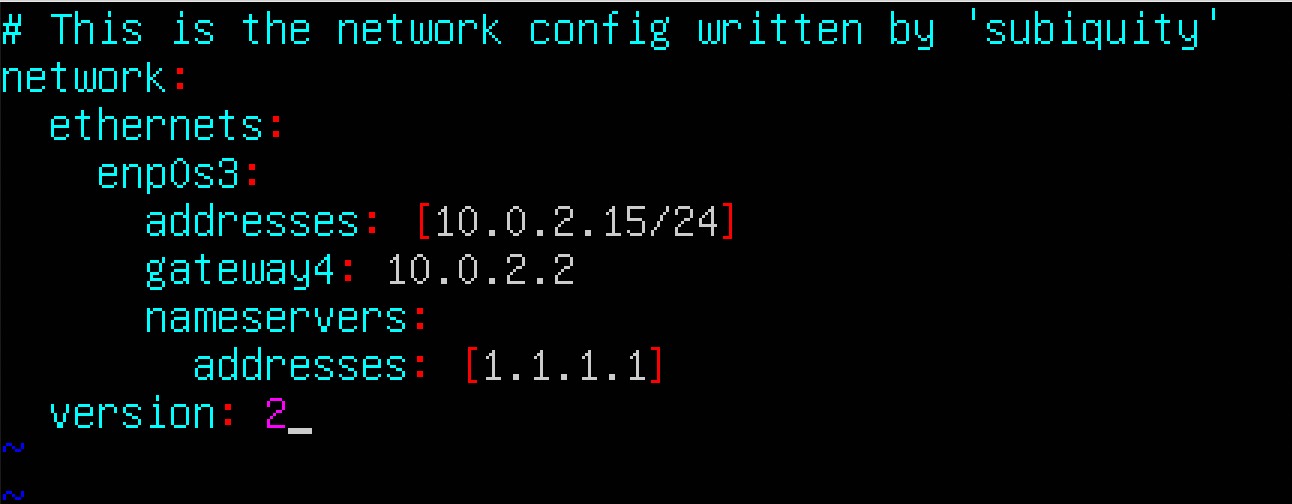 # This is the network config written by 'subiquity'
network:
  ethernets:
    enp0s3:
      addresses: [10.0.2.15/24]
      gateway4: 10.0.2.2
      nameservers:
        addresses: [1.1.1.1]
  version: 2
~
~